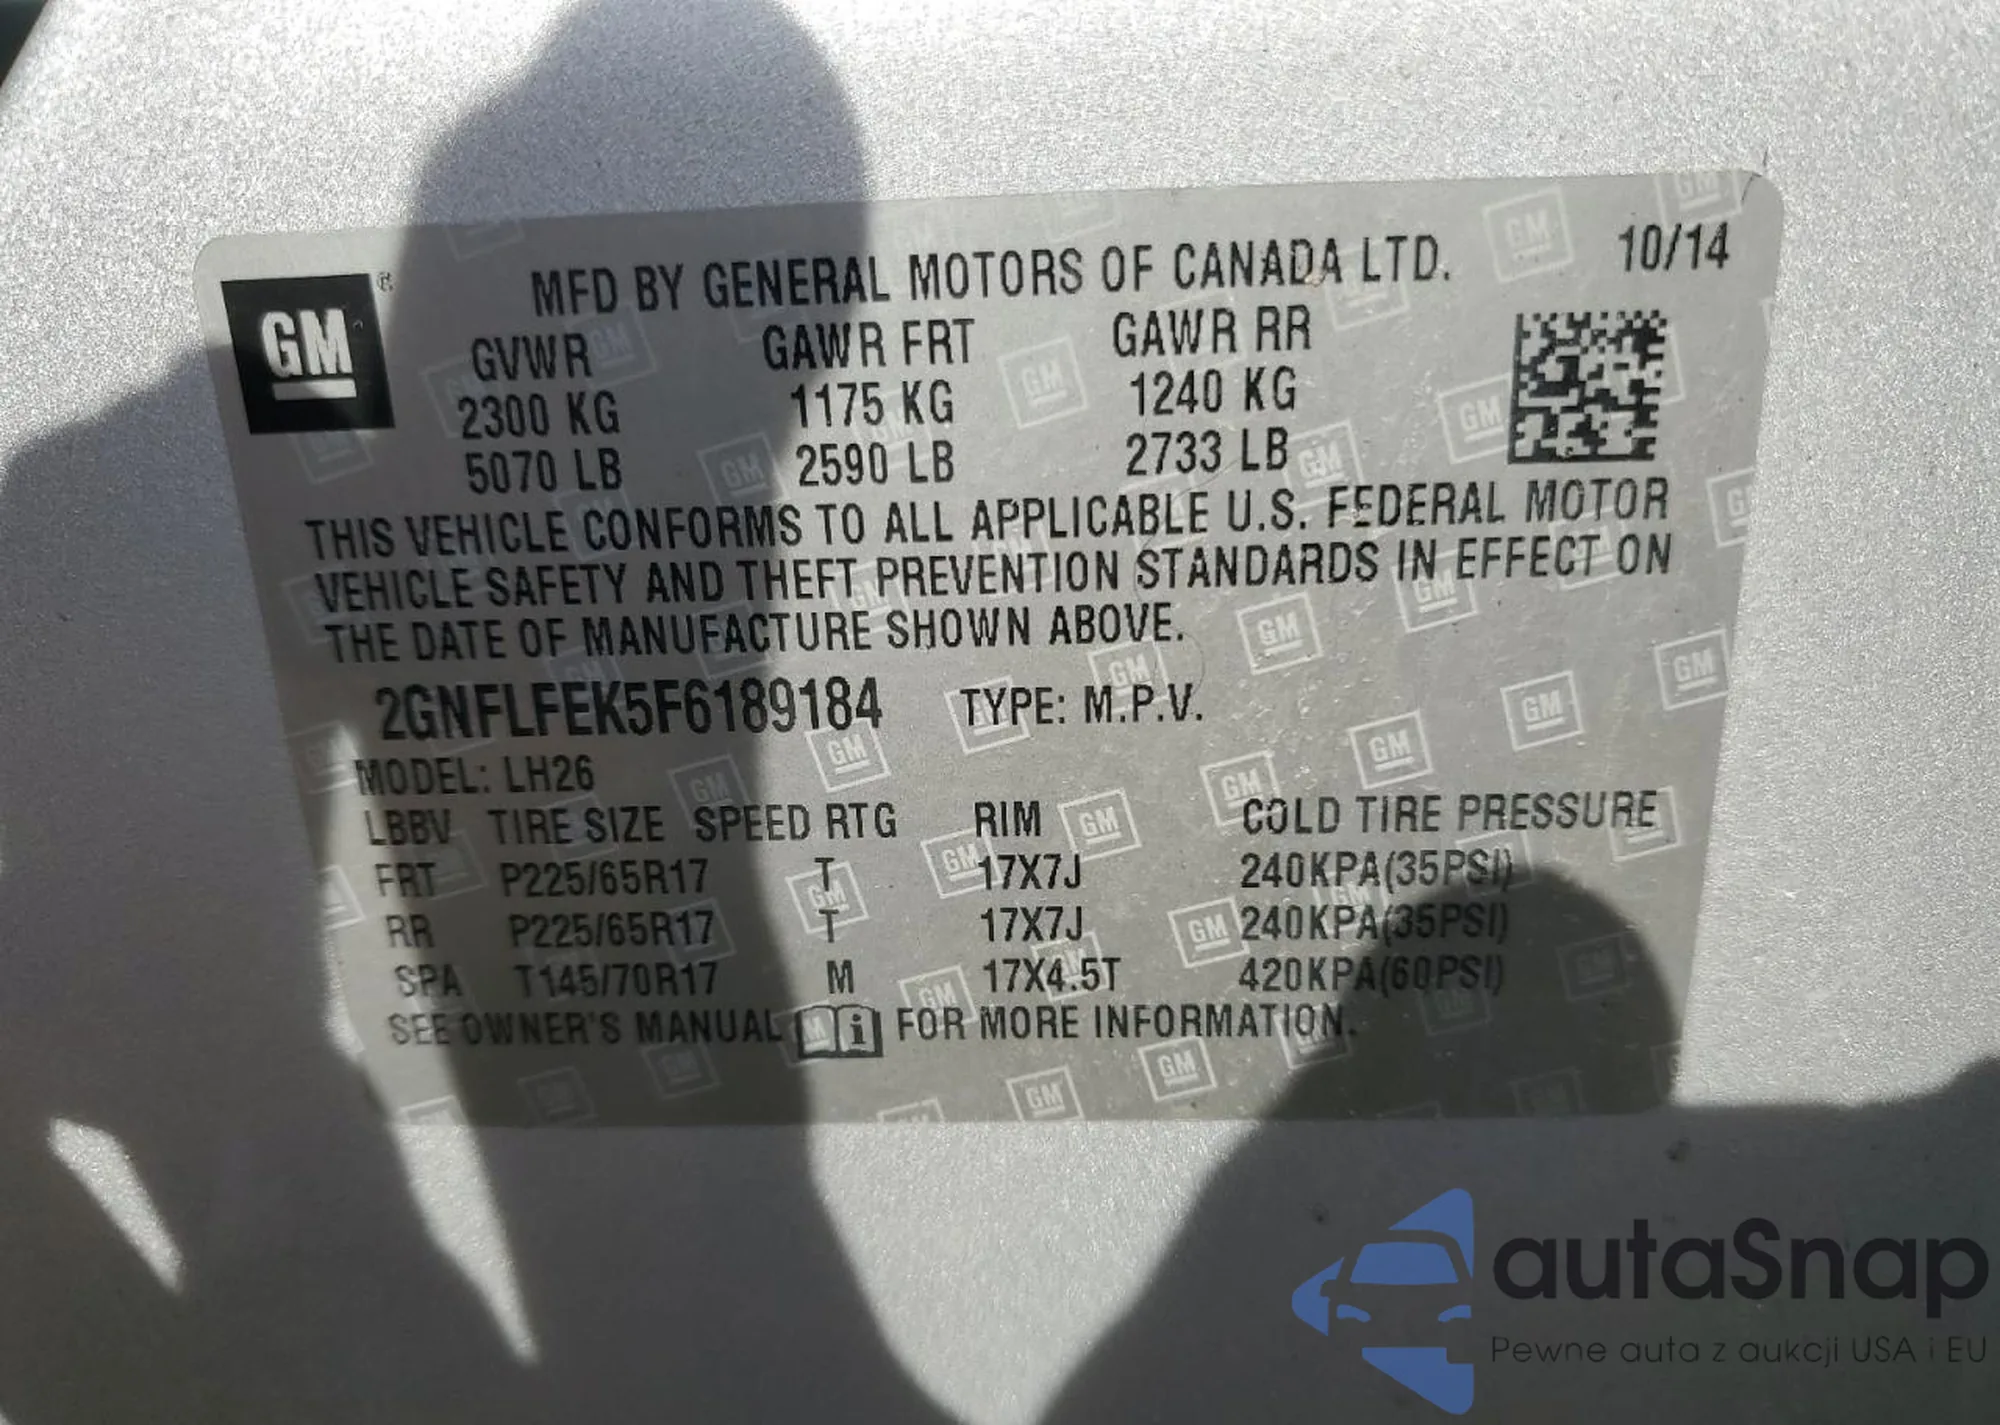 GM ®
MFD BY GENERAL MOTORS OF CANADA LTD. 10/14
GVWR GAWR FRT GAWR RR
2300 KG 1175 KG 1240 KG
5070 LB 2590 LB 2733 LB
THIS VEHICLE CONFORMS TO ALL APPLICABLE U.S. FEDERAL MOTOR
VEHICLE SAFETY AND THEFT PREVENTION STANDARDS IN EFFECT ON
THE DATE OF MANUFACTURE SHOWN ABOVE.
2GNFLFEK5F6189184 TYPE: M.P.V.
MODEL: LH26
LBBV TIRE SIZE SPEED RTG RIM COLD TIRE PRESSURE
FRT P225/65R17 T 17X7J 240KPA(35PSI)
RR P225/65R17 T 17X7J 240KPA(35PSI)
SPA T145/70R17 M 17X4.5T 420KPA(60PSI)
SEE OWNER'S MANUAL i FOR MORE INFORMATION.
autaSnap
Pewne auta z aukcji USA i EU